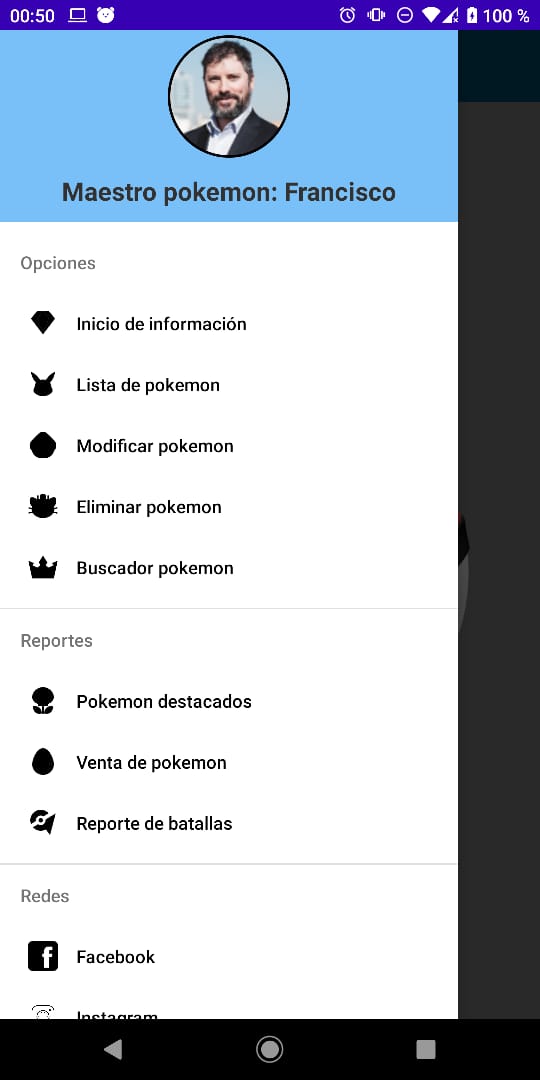 00:50
100 %
Maestro pokemon: Francisco
Opciones
Inicio de información
Lista de pokemon
Modificar pokemon
Eliminar pokemon
Buscador pokemon
Reportes
Pokemon destacados
Venta de pokemon
Reporte de batallas
Redes
Facebook
Instagram